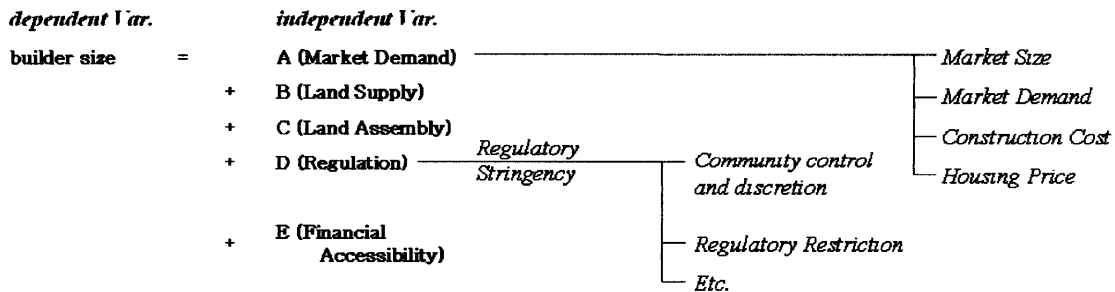 dependent Var. independent Var.
builder size = A (Market Demand) Market Size
+ B (Land Supply) Market Demand
+ C (Land Assembly) Construction Cost
+ D (Regulation) Regulatory Stringency Community control and discretion Housing Price
+ E (Financial Accessibility) Regulatory Restriction
Etc.